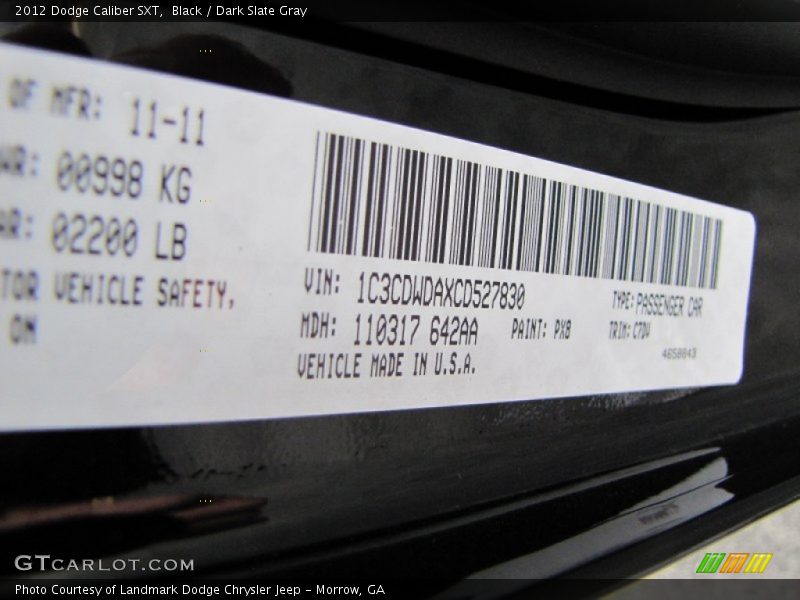 2012 Dodge Caliber SXT,  Black / Dark Slate Gray
OF MFR: 11-11
WR: 00998 KG
AR: 02200 LB
TOR VEHICLE SAFETY,
ON
VIN: 1C3CDWDAXCD527830
MDH: 110317 642AA
PAINT: PXB
VEHICLE MADE IN U.S.A.
TYPE: PASSENGER CAR
TRIM: C7DV
4658643
GTCARLOT.COM
Photo Courtesy of Landmark Dodge Chrysler Jeep - Morrow, GA